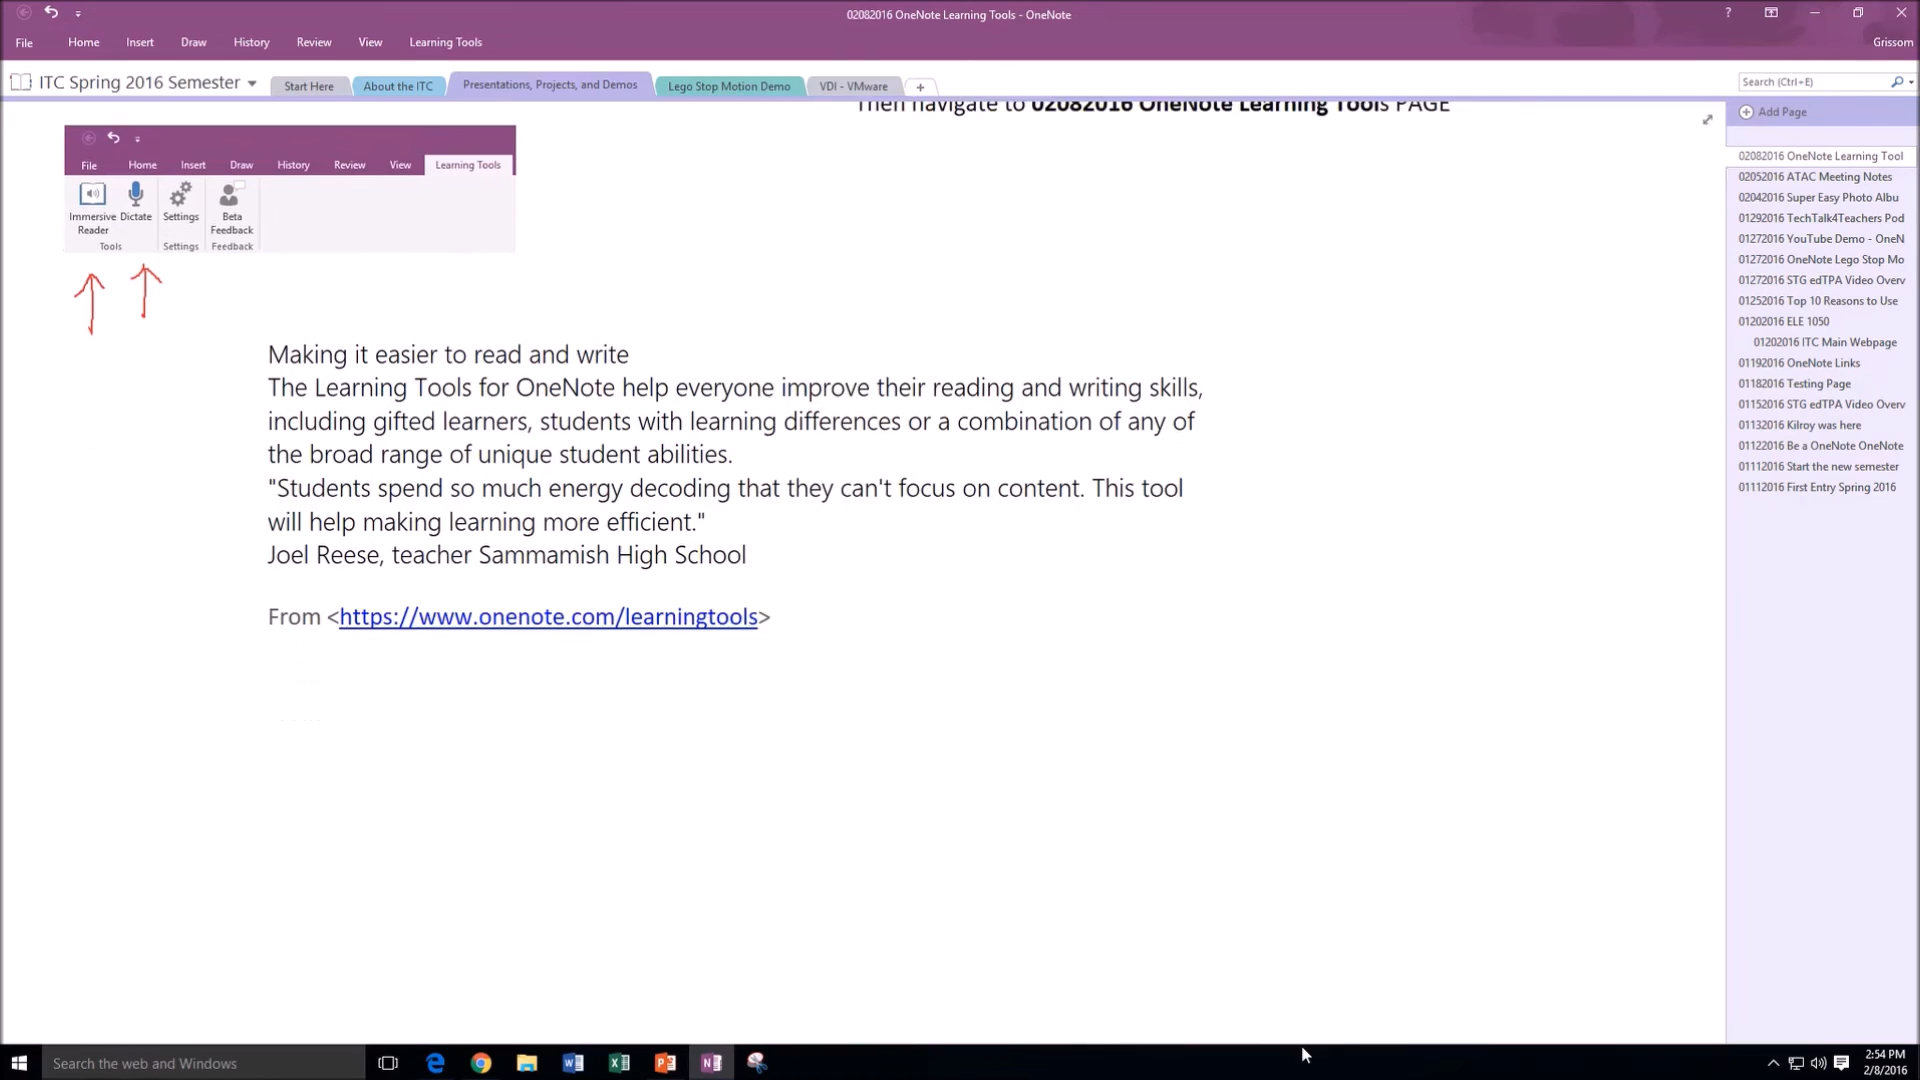 02082016 OneNote Learning Tools - OneNote
?
File Home Insert Draw History Review View Learning Tools
Grissom
ITC Spring 2016 Semester
Start Here
About the ITC
Presentations, Projects, and Demos
Lego Stop Motion Demo
VDI - VMware
+
Search (Ctrl+E)
Then navigate to 02082016 OneNote Learning Tools PAGE
File Home Insert Draw History Review View Learning Tools
Immersive Reader
Dictate
Settings
Beta Feedback
Tools Settings Feedback
Making it easier to read and write
The Learning Tools for OneNote help everyone improve their reading and writing skills,
including gifted learners, students with learning differences or a combination of any of
the broad range of unique student abilities.
"Students spend so much energy decoding that they can't focus on content. This tool
will help making learning more efficient."
Joel Reese, teacher Sammamish High School
From <https://www.onenote.com/learningtools>
Add Page
02082016 OneNote Learning Tool
02052016 ATAC Meeting Notes
02042016 Super Easy Photo Albu
01292016 TechTalk4Teachers Pod
01272016 YouTube Demo - OneN
01272016 OneNote Lego Stop Mo
01272016 STG edTPA Video Overv
01252016 Top 10 Reasons to Use
01202016 ELE 1050
01202016 ITC Main Webpage
01192016 OneNote Links
01182016 Testing Page
01152016 STG edTPA Video Overv
01132016 Kilroy was here
01122016 Be a OneNote OneNote
01112016 Start the new semester
01112016 First Entry Spring 2016
Search the web and Windows
2:54 PM
2/8/2016